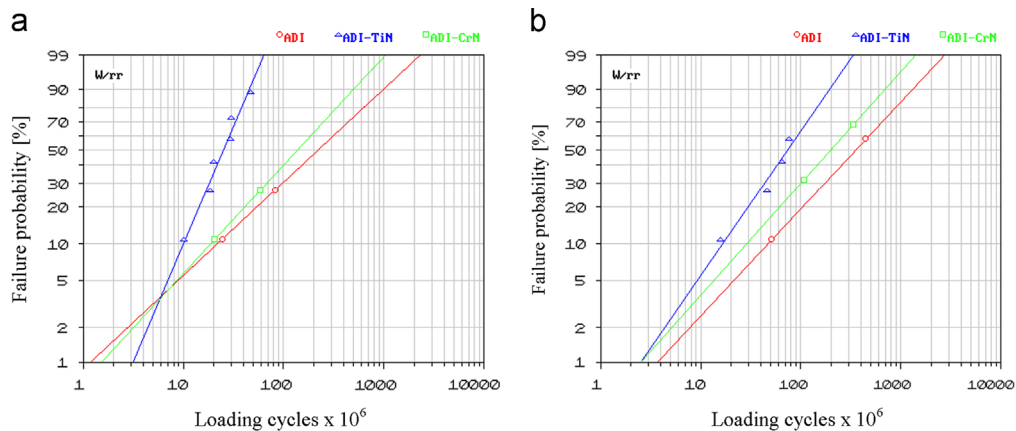 a
ADI ADI-TiN ADI-CrN
W/rr
Failure probability [%]
99
90
70
50
30
20
10
5
2
1
1 10 100 1000 10000
Loading cycles x 10⁶
b
ADI ADI-TiN ADI-CrN
W/rr
Failure probability [%]
99
90
70
50
30
20
10
5
2
1
1 10 100 1000 10000
Loading cycles x 10⁶